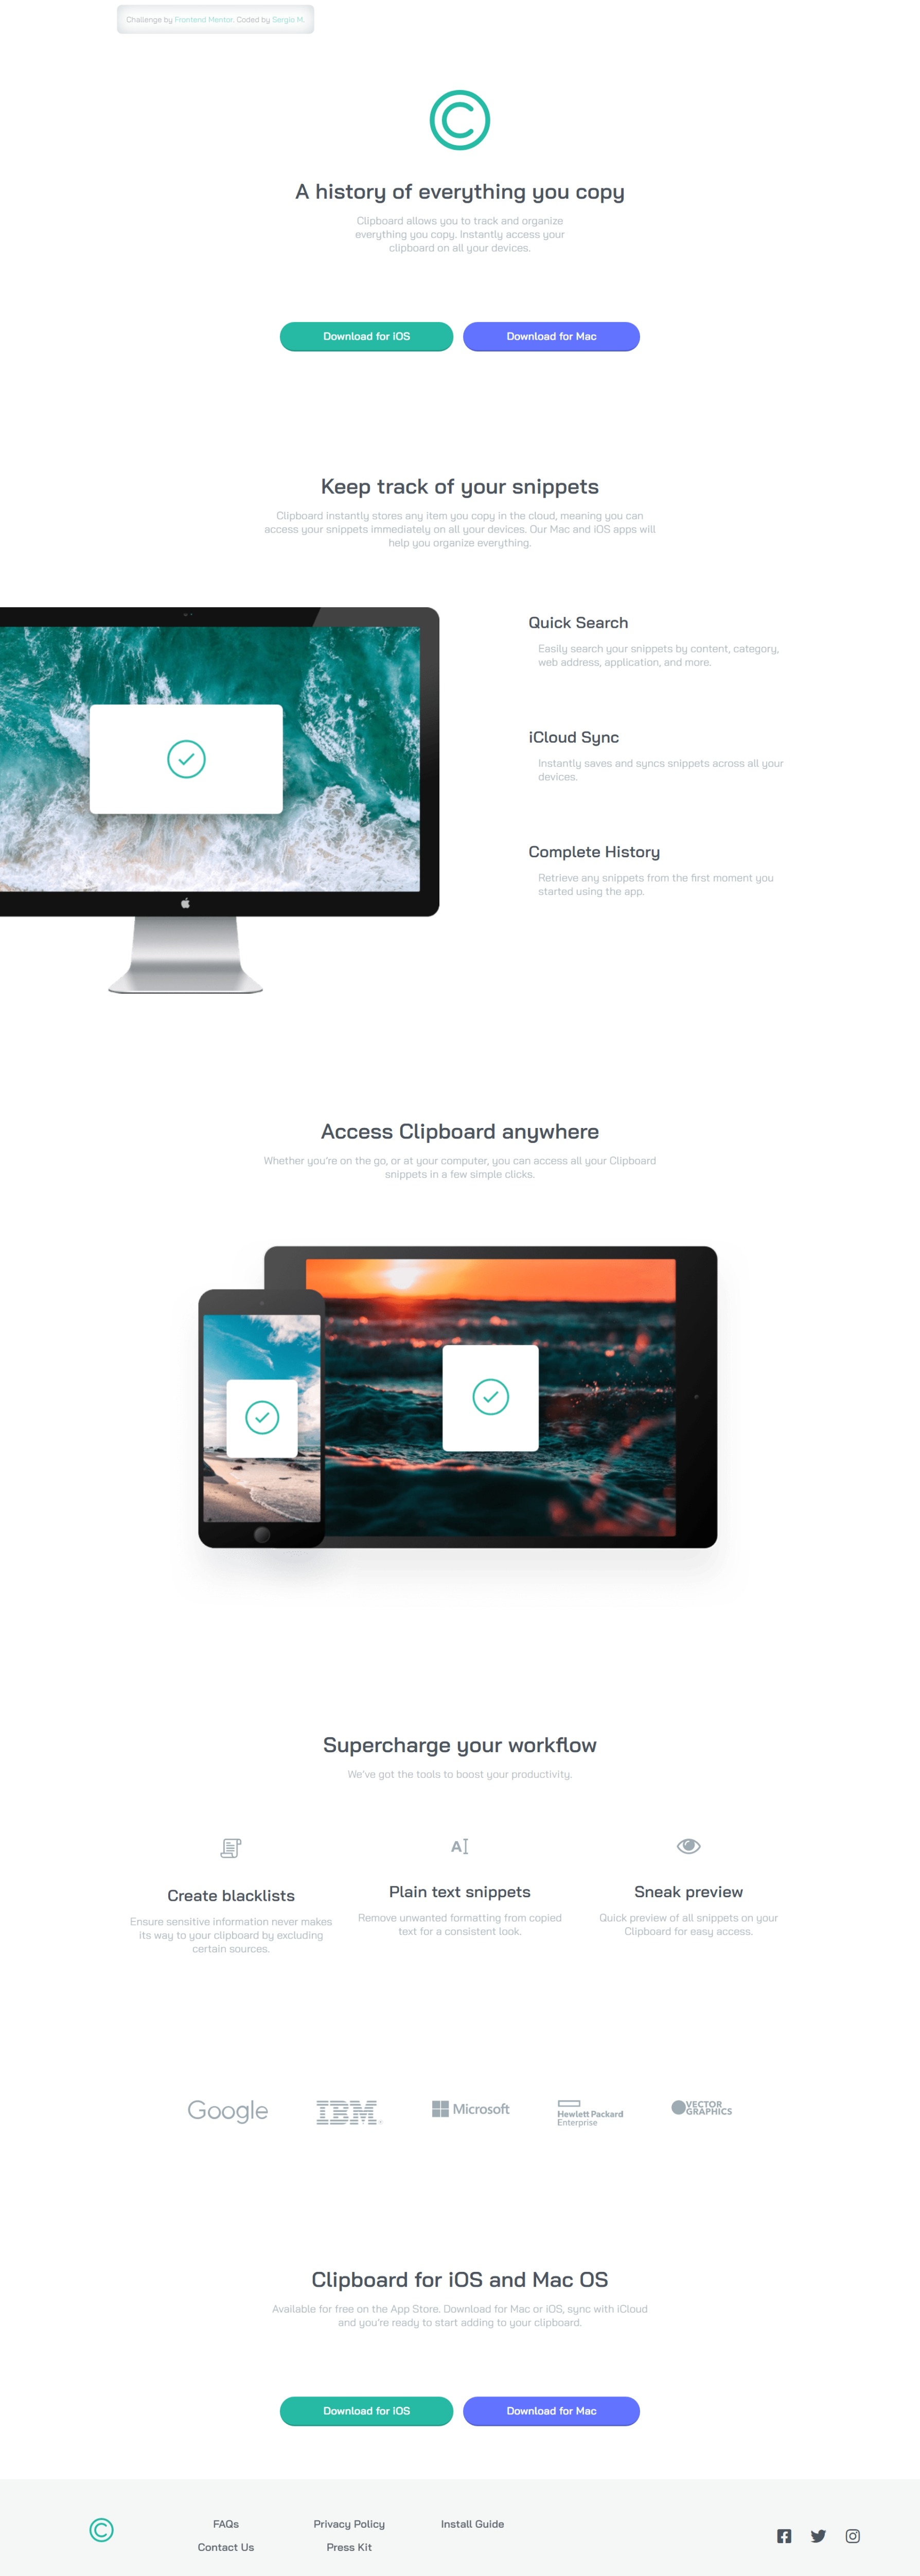 Challenge by Frontend Mentor. Coded by Sergio M.
A history of everything you copy
Clipboard allows you to track and organize
everything you copy. Instantly access your
clipboard on all your devices.
Download for iOS
Download for Mac
Keep track of your snippets
Clipboard instantly stores any item you copy in the cloud, meaning you can
access your snippets immediately on all your devices. Our Mac and iOS apps will
help you organize everything.
Quick Search
Easily search your snippets by content, category,
web address, application, and more.
iCloud Sync
Instantly saves and syncs snippets across all your
devices.
Complete History
Retrieve any snippets from the first moment you
started using the app.
Access Clipboard anywhere
Whether you're on the go, or at your computer, you can access all your Clipboard
snippets in a few simple clicks.
Supercharge your workflow
We've got the tools to boost your productivity.
Create blacklists
Ensure sensitive information never makes
its way to your clipboard by excluding
certain sources.
Plain text snippets
Remove unwanted formatting from copied
text for a consistent look.
Sneak preview
Quick preview of all snippets on your
Clipboard for easy access.
Google
IBM
Microsoft
Hewlett Packard
Enterprise
VECTOR
GRAPHICS
Clipboard for iOS and Mac OS
Available for free on the App Store. Download for Mac or iOS, sync with iCloud
and you're ready to start adding to your clipboard.
Download for iOS
Download for Mac
FAQs
Contact Us
Privacy Policy
Press Kit
Install Guide